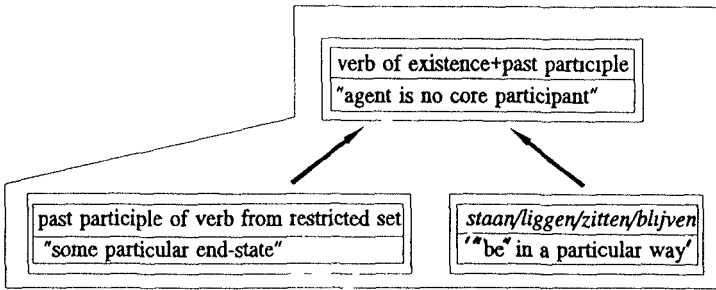 verb of existence+past participle
"agent is no core participant"
past participle of verb from restricted set
"some particular end-state"
staan/liggen/zitten/blijven
'"be" in a particular way'